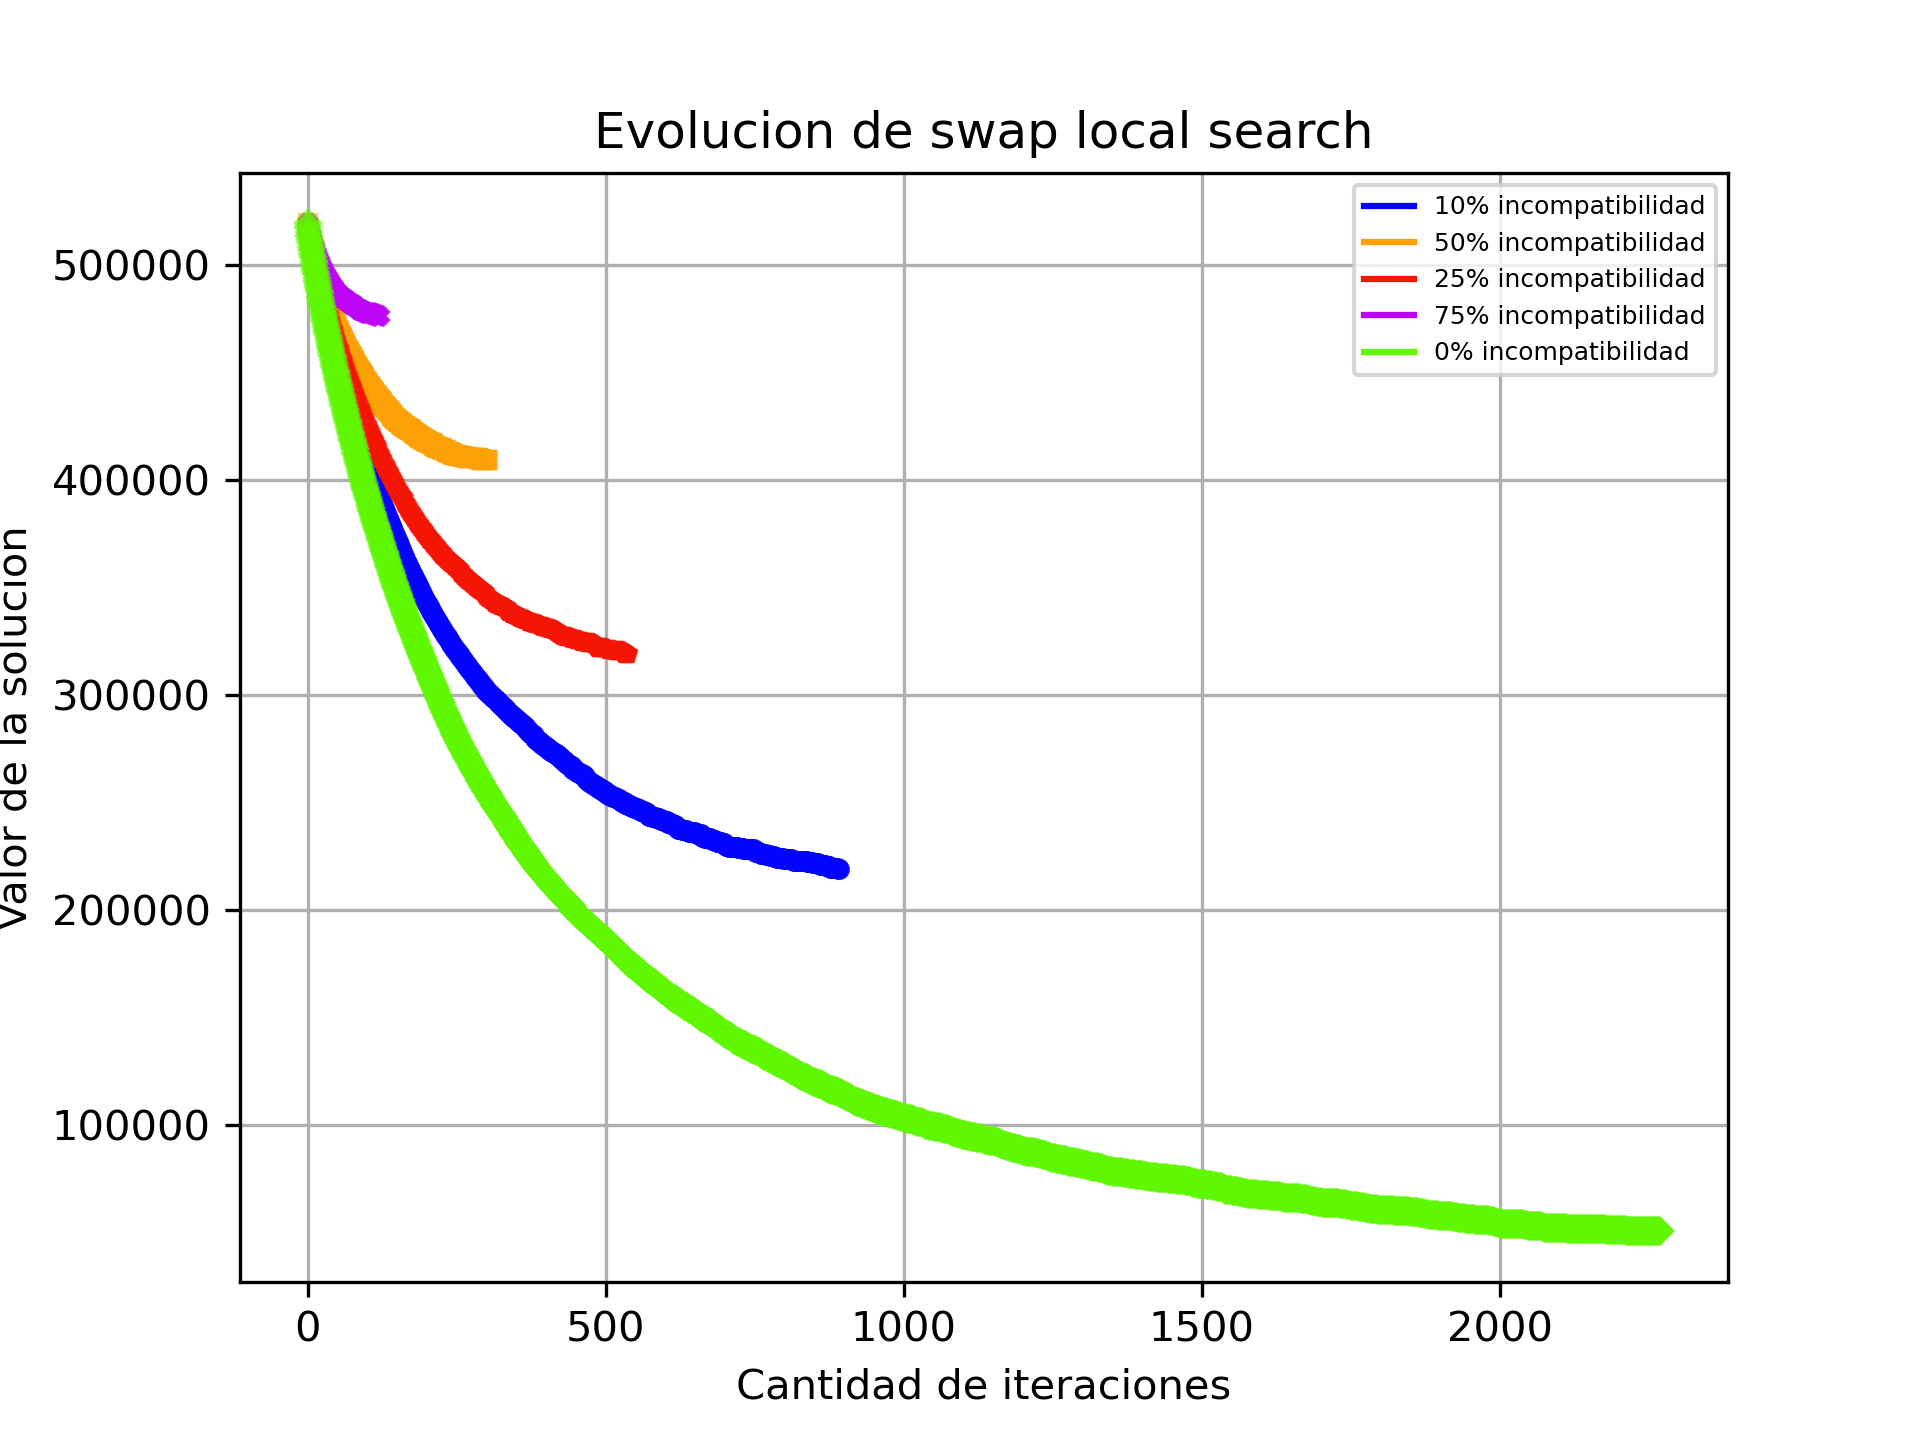 Evolucion de swap local search
10% incompatibilidad
50% incompatibilidad
25% incompatibilidad
75% incompatibilidad
0% incompatibilidad
500000
400000
300000
200000
100000
Valor de la solucion
0 500 1000 1500 2000
Cantidad de iteraciones